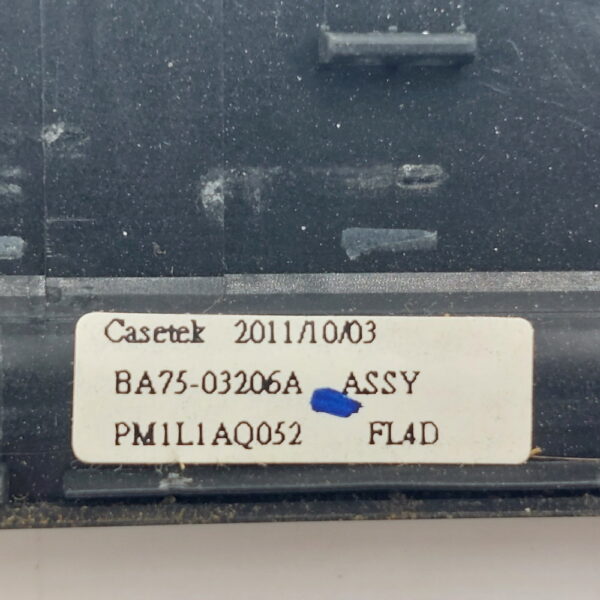 Casetek 2011/10/03
BA75-03206A ASSY
PM1L1AQ052 FL4D